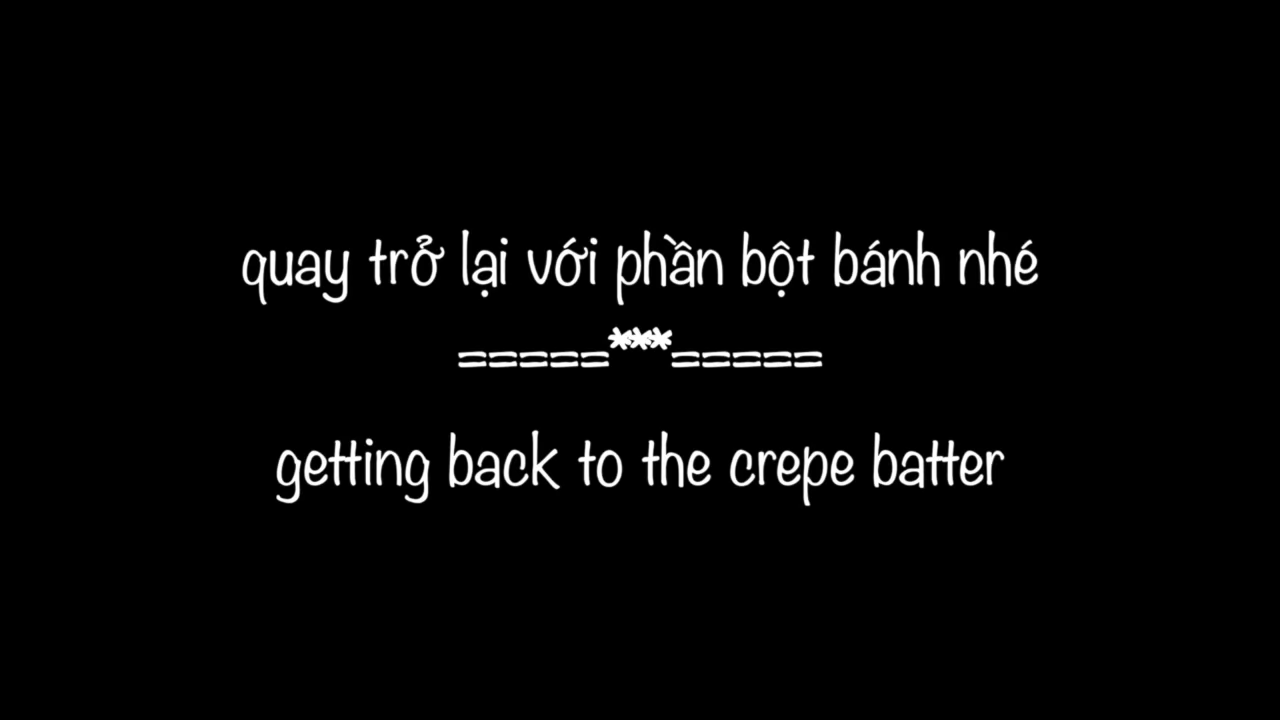 quay trở lại với phần bột bánh nhé
=====***=====
getting back to the crepe batter